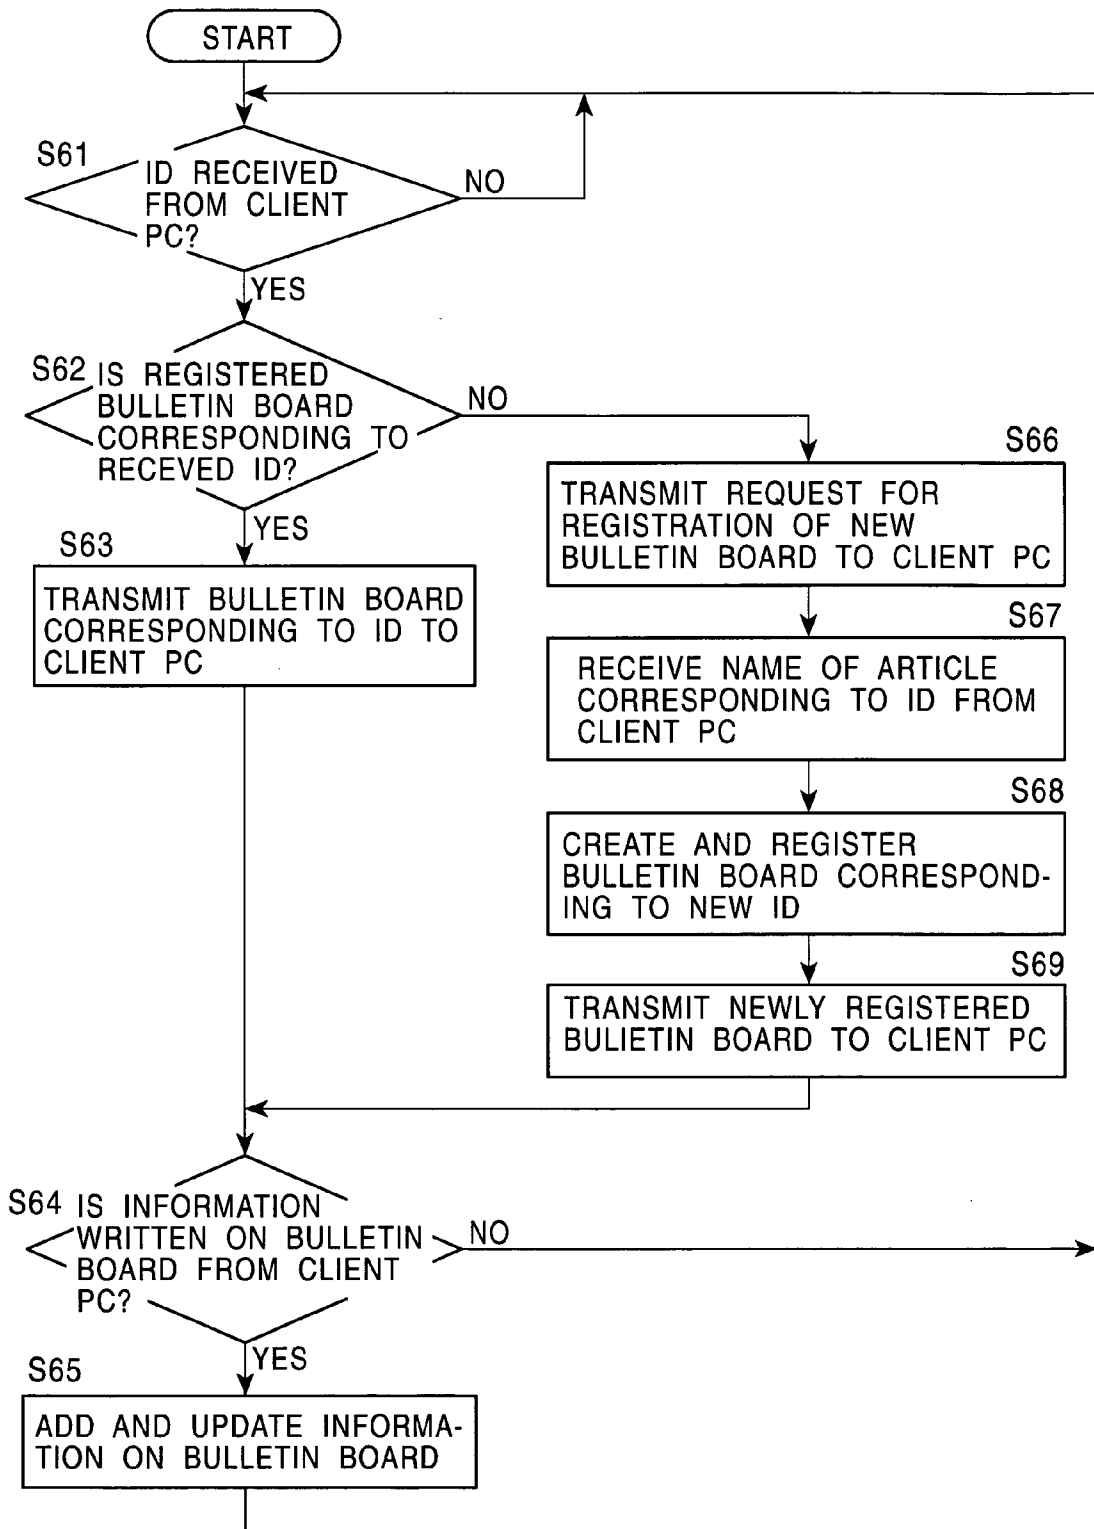 START
S61
ID RECEIVED
FROM CLIENT
PC?
NO
YES
S62
IS REGISTERED
BULLETIN BOARD
CORRESPONDING TO
RECEVED ID?
NO
YES
S63
TRANSMIT BULLETIN BOARD
CORRESPONDING TO ID TO
CLIENT PC
S66
TRANSMIT REQUEST FOR
REGISTRATION OF NEW
BULLETIN BOARD TO CLIENT PC
S67
RECEIVE NAME OF ARTICLE
CORRESPONDING TO ID FROM
CLIENT PC
S68
CREATE AND REGISTER
BULLETIN BOARD CORRESPOND-
ING TO NEW ID
S69
TRANSMIT NEWLY REGISTERED
BULIETIN BOARD TO CLIENT PC
S64
IS INFORMATION
WRITTEN ON BULLETIN
BOARD FROM CLIENT
PC?
NO
YES
S65
ADD AND UPDATE INFORMA-
TION ON BULLETIN BOARD